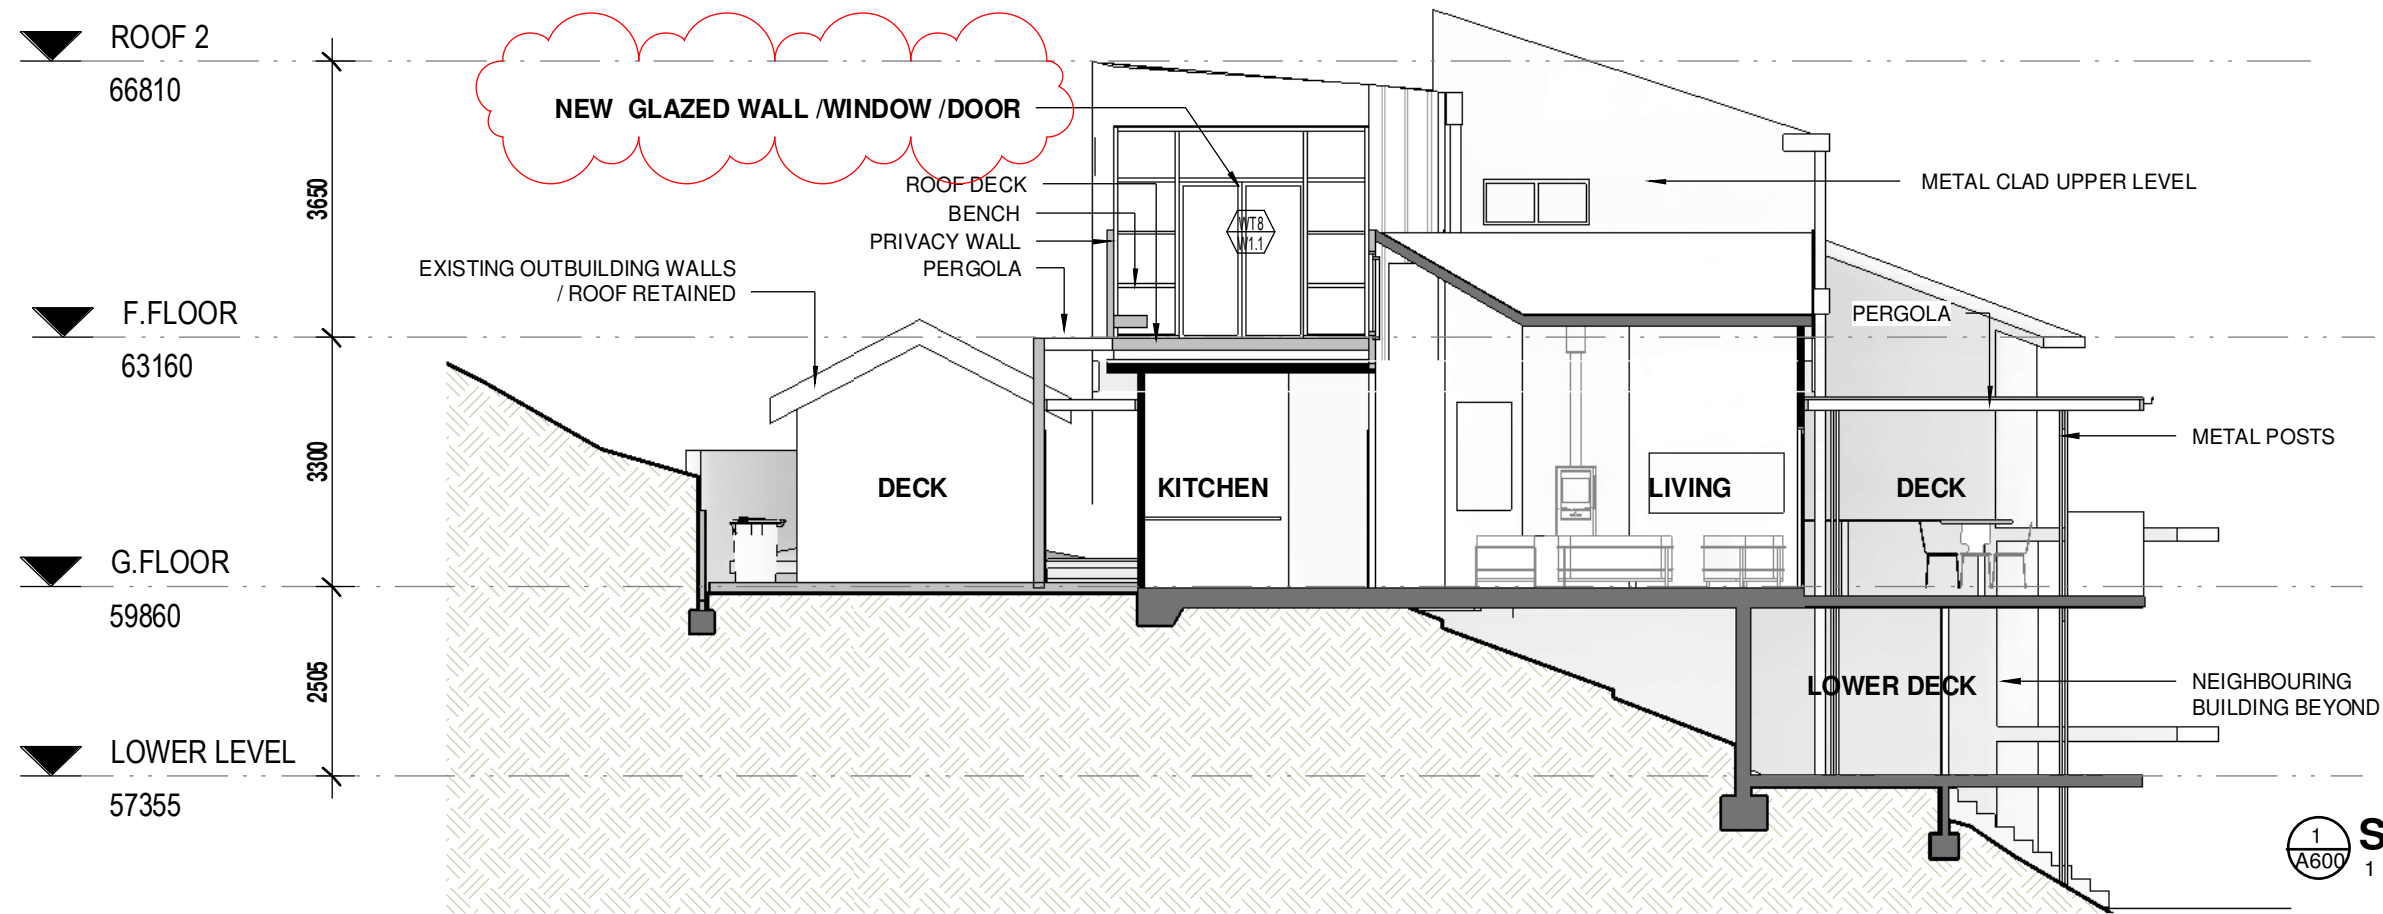 ROOF 2
66810
NEW GLAZED WALL /WINDOW /DOOR
3650
ROOF DECK
BENCH
PRIVACY WALL
PERGOLA
METAL CLAD UPPER LEVEL
WT8
W1.1
EXISTING OUTBUILDING WALLS
/ ROOF RETAINED
F.FLOOR
63160
PERGOLA
METAL POSTS
3300
DECK
KITCHEN
LIVING
DECK
G.FLOOR
59860
2505
LOWER DECK
NEIGHBOURING
BUILDING BEYOND
LOWER LEVEL
57355
1
A600
S
1